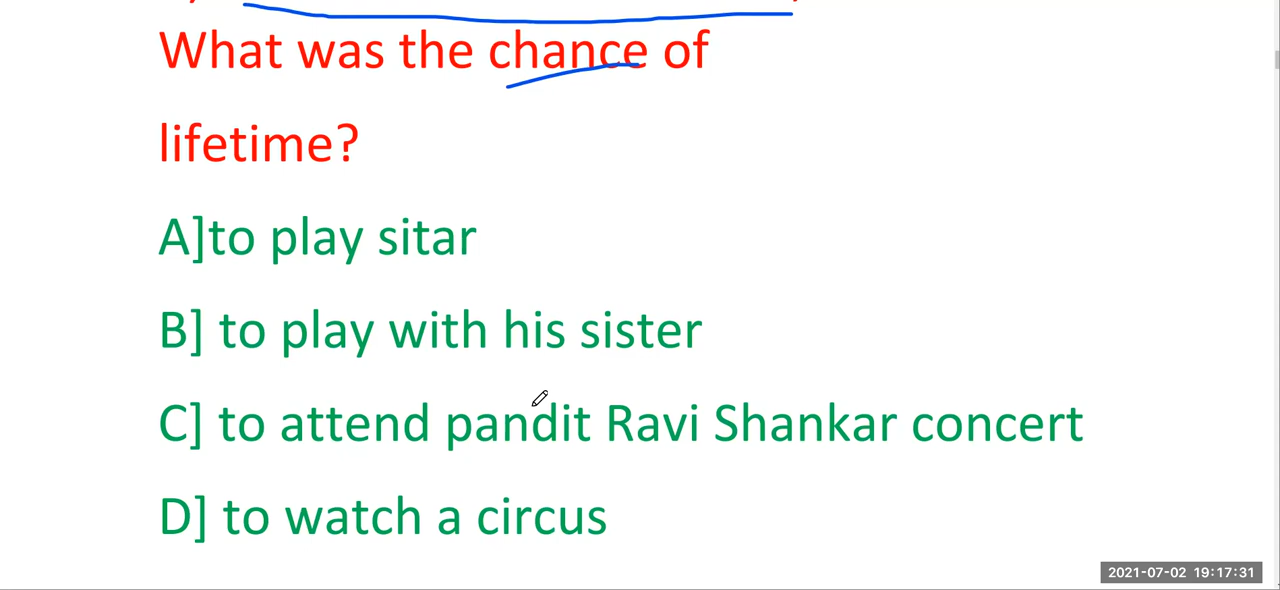 What was the chance of
lifetime?
A]to play sitar
B] to play with his sister
C] to attend pandit Ravi Shankar concert
D] to watch a circus
2021-07-02 19:17:31